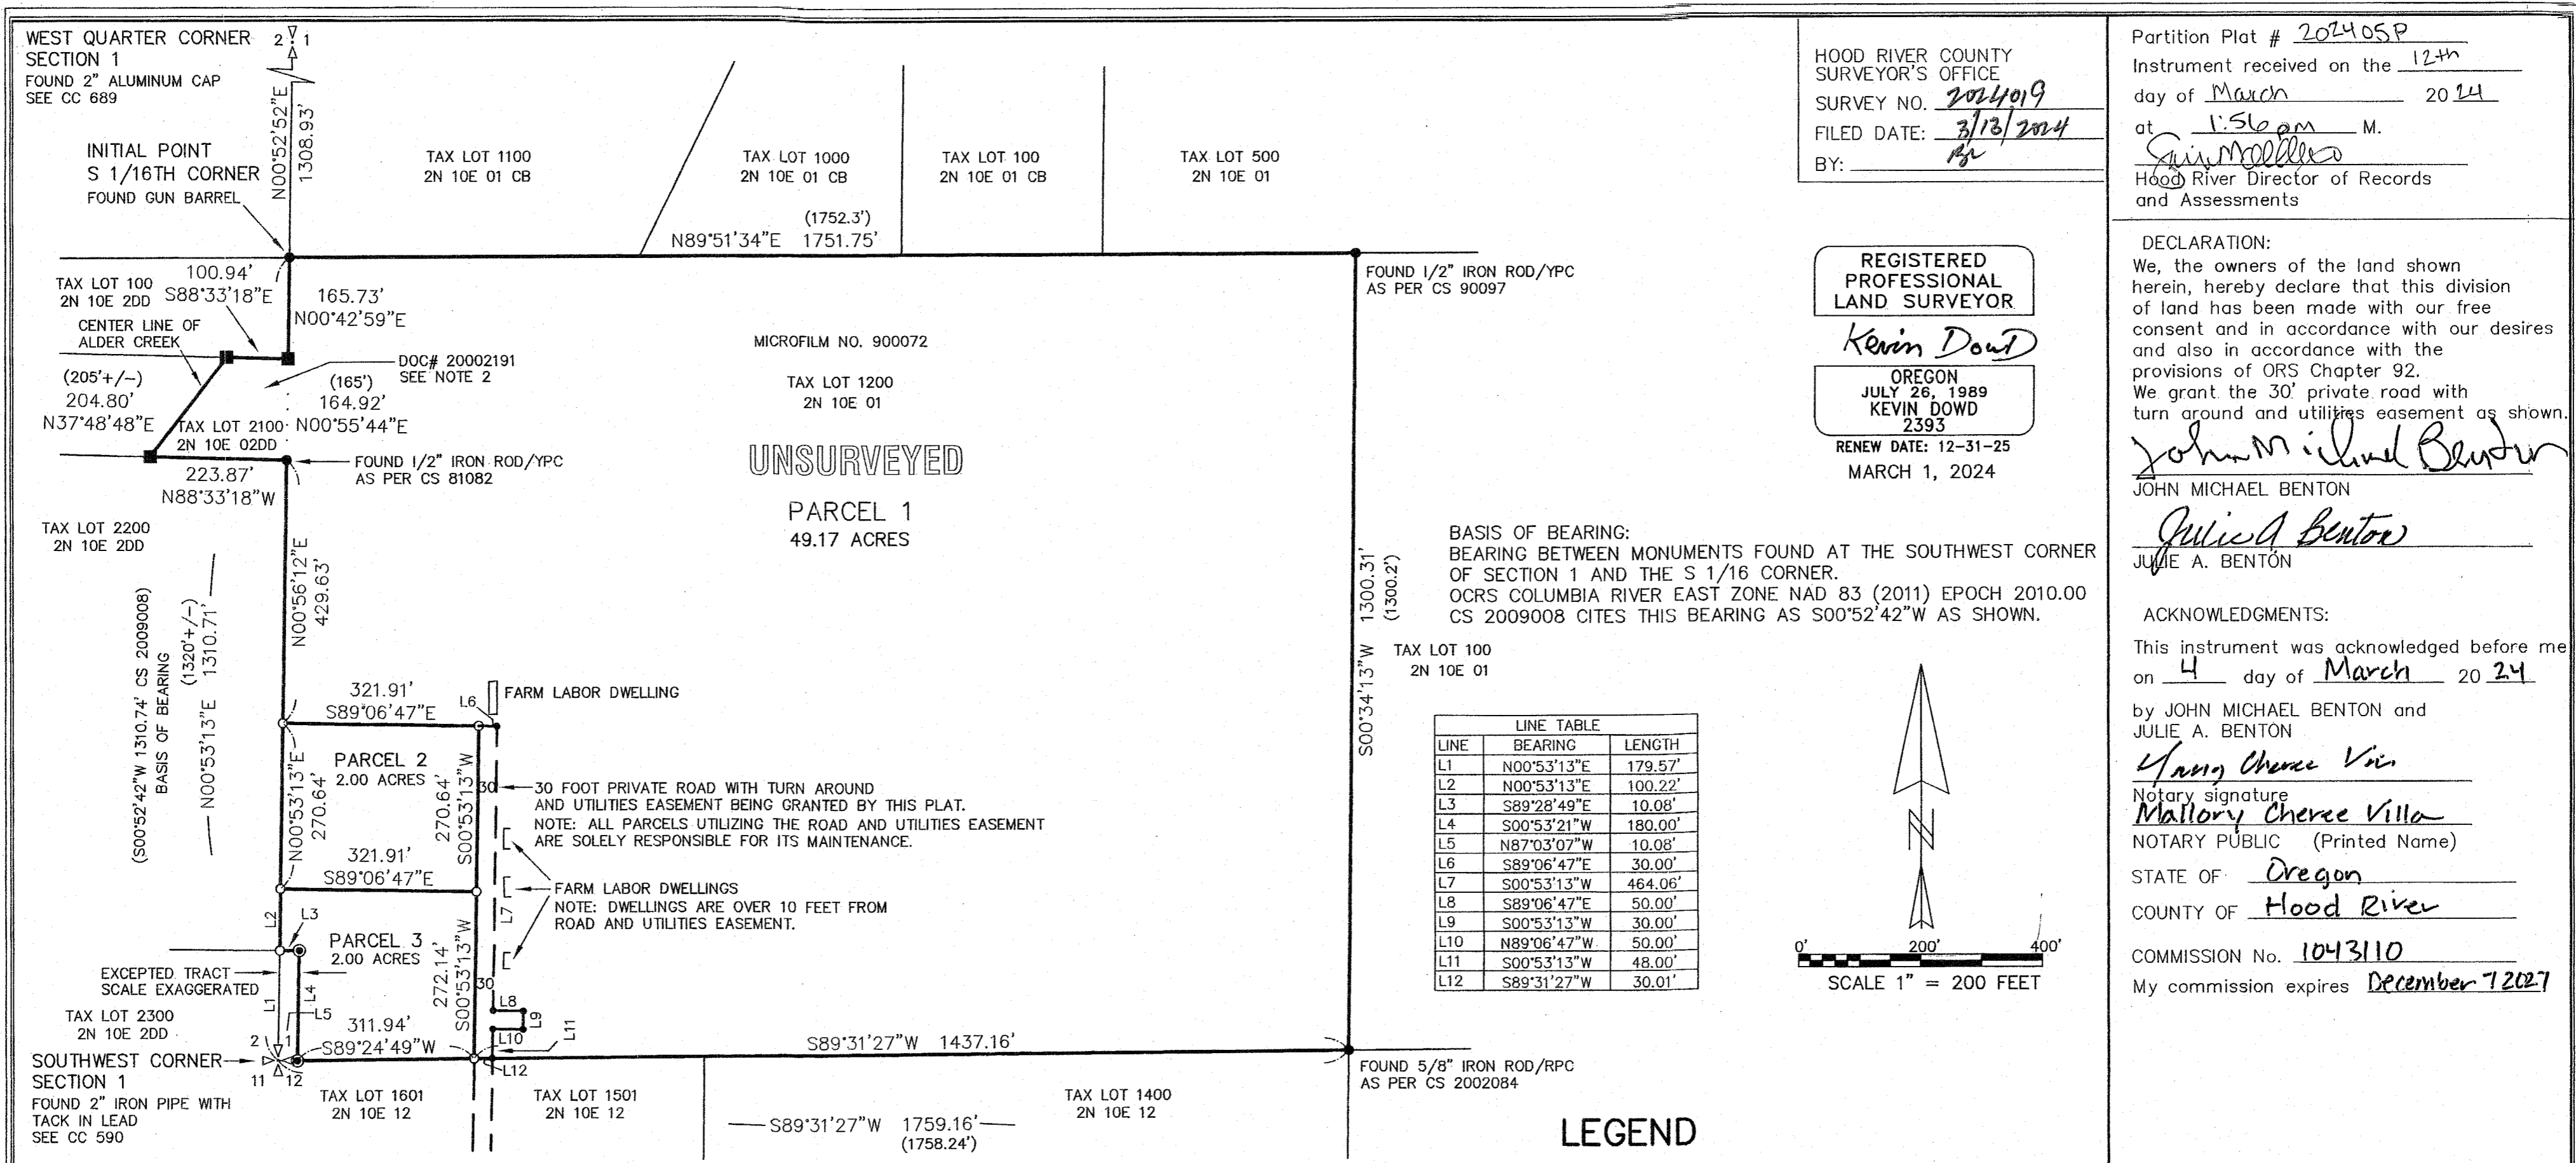 WEST QUARTER CORNER
SECTION 1
FOUND 2" ALUMINUM CAP
SEE CC 689
2 1
N00°52'52"E
1308.93'
INITIAL POINT
S 1/16TH CORNER
FOUND GUN BARREL
TAX LOT 1100
2N 10E 01 CB
TAX LOT 1000
2N 10E 01 CB
TAX LOT 100
2N 10E 01 CB
TAX LOT 500
2N 10E 01
(1752.3')
N89°51'34"E 1751.75'
TAX LOT 100
2N 10E 2DD
100.94'
S88°33'18"E
165.73'
N00°42'59"E
CENTER LINE OF
ALDER CREEK
DOC# 20002191
SEE NOTE 2
(205'+/-)
204.80'
N37°48'48"E
(165')
164.92'
N00°55'44"E
TAX LOT 2100
2N 10E 02DD
FOUND 1/2" IRON ROD/YPC
AS PER CS 81082
223.87'
N88°33'18"W
TAX LOT 2200
2N 10E 2DD
MICROFILM NO. 900072
TAX LOT 1200
2N 10E 01
UNSURVEYED
PARCEL 1
49.17 ACRES
FOUND 1/2" IRON ROD/YPC
AS PER CS 90097
N00°56'12"E
429.63'
(S00°52'42"W 1310.74' CS 2009008)
BASIS OF BEARING
(1320'+/-)
N00°53'13"E 1310.71'
S00°34'13"W 1300.31'
(1300.2')
TAX LOT 100
2N 10E 01
321.91'
S89°06'47"E
L6
FARM LABOR DWELLING
PARCEL 2
2.00 ACRES
N00°53'13"E
270.64'
270.64'
S00°53'13"W
30
30 FOOT PRIVATE ROAD WITH TURN AROUND
AND UTILITIES EASEMENT BEING GRANTED BY THIS PLAT.
NOTE: ALL PARCELS UTILIZING THE ROAD AND UTILITIES EASEMENT
ARE SOLELY RESPONSIBLE FOR ITS MAINTENANCE.
321.91'
S89°06'47"E
FARM LABOR DWELLINGS
NOTE: DWELLINGS ARE OVER 10 FEET FROM
ROAD AND UTILITIES EASEMENT.
L2
L3
L7
PARCEL 3
2.00 ACRES
272.14'
S00°53'13"W
30
EXCEPTED TRACT
SCALE EXAGGERATED
L1
L4
L5
L8
L9
L10
L11
L12
TAX LOT 2300
2N 10E 2DD
311.94'
S89°24'49"W
S89°31'27"W 1437.16'
2 1
11 12
SOUTHWEST CORNER
SECTION 1
FOUND 2" IRON PIPE WITH
TACK IN LEAD
SEE CC 590
TAX LOT 1601
2N 10E 12
TAX LOT 1501
2N 10E 12
TAX LOT 1400
2N 10E 12
S89°31'27"W 1759.16'
(1758.24')
FOUND 5/8" IRON ROD/RPC
AS PER CS 2002084
LEGEND
HOOD RIVER COUNTY
SURVEYOR'S OFFICE
SURVEY NO. 2024019
FILED DATE: 3/13/2024
BY:
REGISTERED
PROFESSIONAL
LAND SURVEYOR
Kevin Dowd
OREGON
JULY 26, 1989
KEVIN DOWD
2393
RENEW DATE: 12-31-25
MARCH 1, 2024
BASIS OF BEARING:
BEARING BETWEEN MONUMENTS FOUND AT THE SOUTHWEST CORNER
OF SECTION 1 AND THE S 1/16 CORNER.
OCRS COLUMBIA RIVER EAST ZONE NAD 83 (2011) EPOCH 2010.00
CS 2009008 CITES THIS BEARING AS S00°52'42"W AS SHOWN.
LINE TABLE
LINE BEARING LENGTH
L1 N00°53'13"E 179.57'
L2 N00°53'13"E 100.22'
L3 S89°28'49"E 10.08'
L4 S00°53'21"W 180.00'
L5 N87°03'07"W 10.08'
L6 S89°06'47"E 30.00'
L7 S00°53'13"W 464.06'
L8 S89°06'47"E 50.00'
L9 S00°53'13"W 30.00'
L10 N89°06'47"W 50.00'
L11 S00°53'13"W 48.00'
L12 S89°31'27"W 30.01'
N
0' 200' 400'
SCALE 1" = 200 FEET
Partition Plat # 202405P
Instrument received on the 12th
day of March 2024
at 1:56 pm M.
Hood River Director of Records
and Assessments
DECLARATION:
We, the owners of the land shown
herein, hereby declare that this division
of land has been made with our free
consent and in accordance with our desires
and also in accordance with the
provisions of ORS Chapter 92.
We grant the 30' private road with
turn around and utilities easement as shown.
John Michael Benton
JOHN MICHAEL BENTON
Julie A Benton
JULIE A. BENTON
ACKNOWLEDGMENTS:
This instrument was acknowledged before me
on 4 day of March 2024
by JOHN MICHAEL BENTON and
JULIE A. BENTON
Notary signature
Mallory Cheree Villa
NOTARY PUBLIC (Printed Name)
STATE OF Oregon
COUNTY OF Hood River
COMMISSION No. 1043110
My commission expires December 7 2027